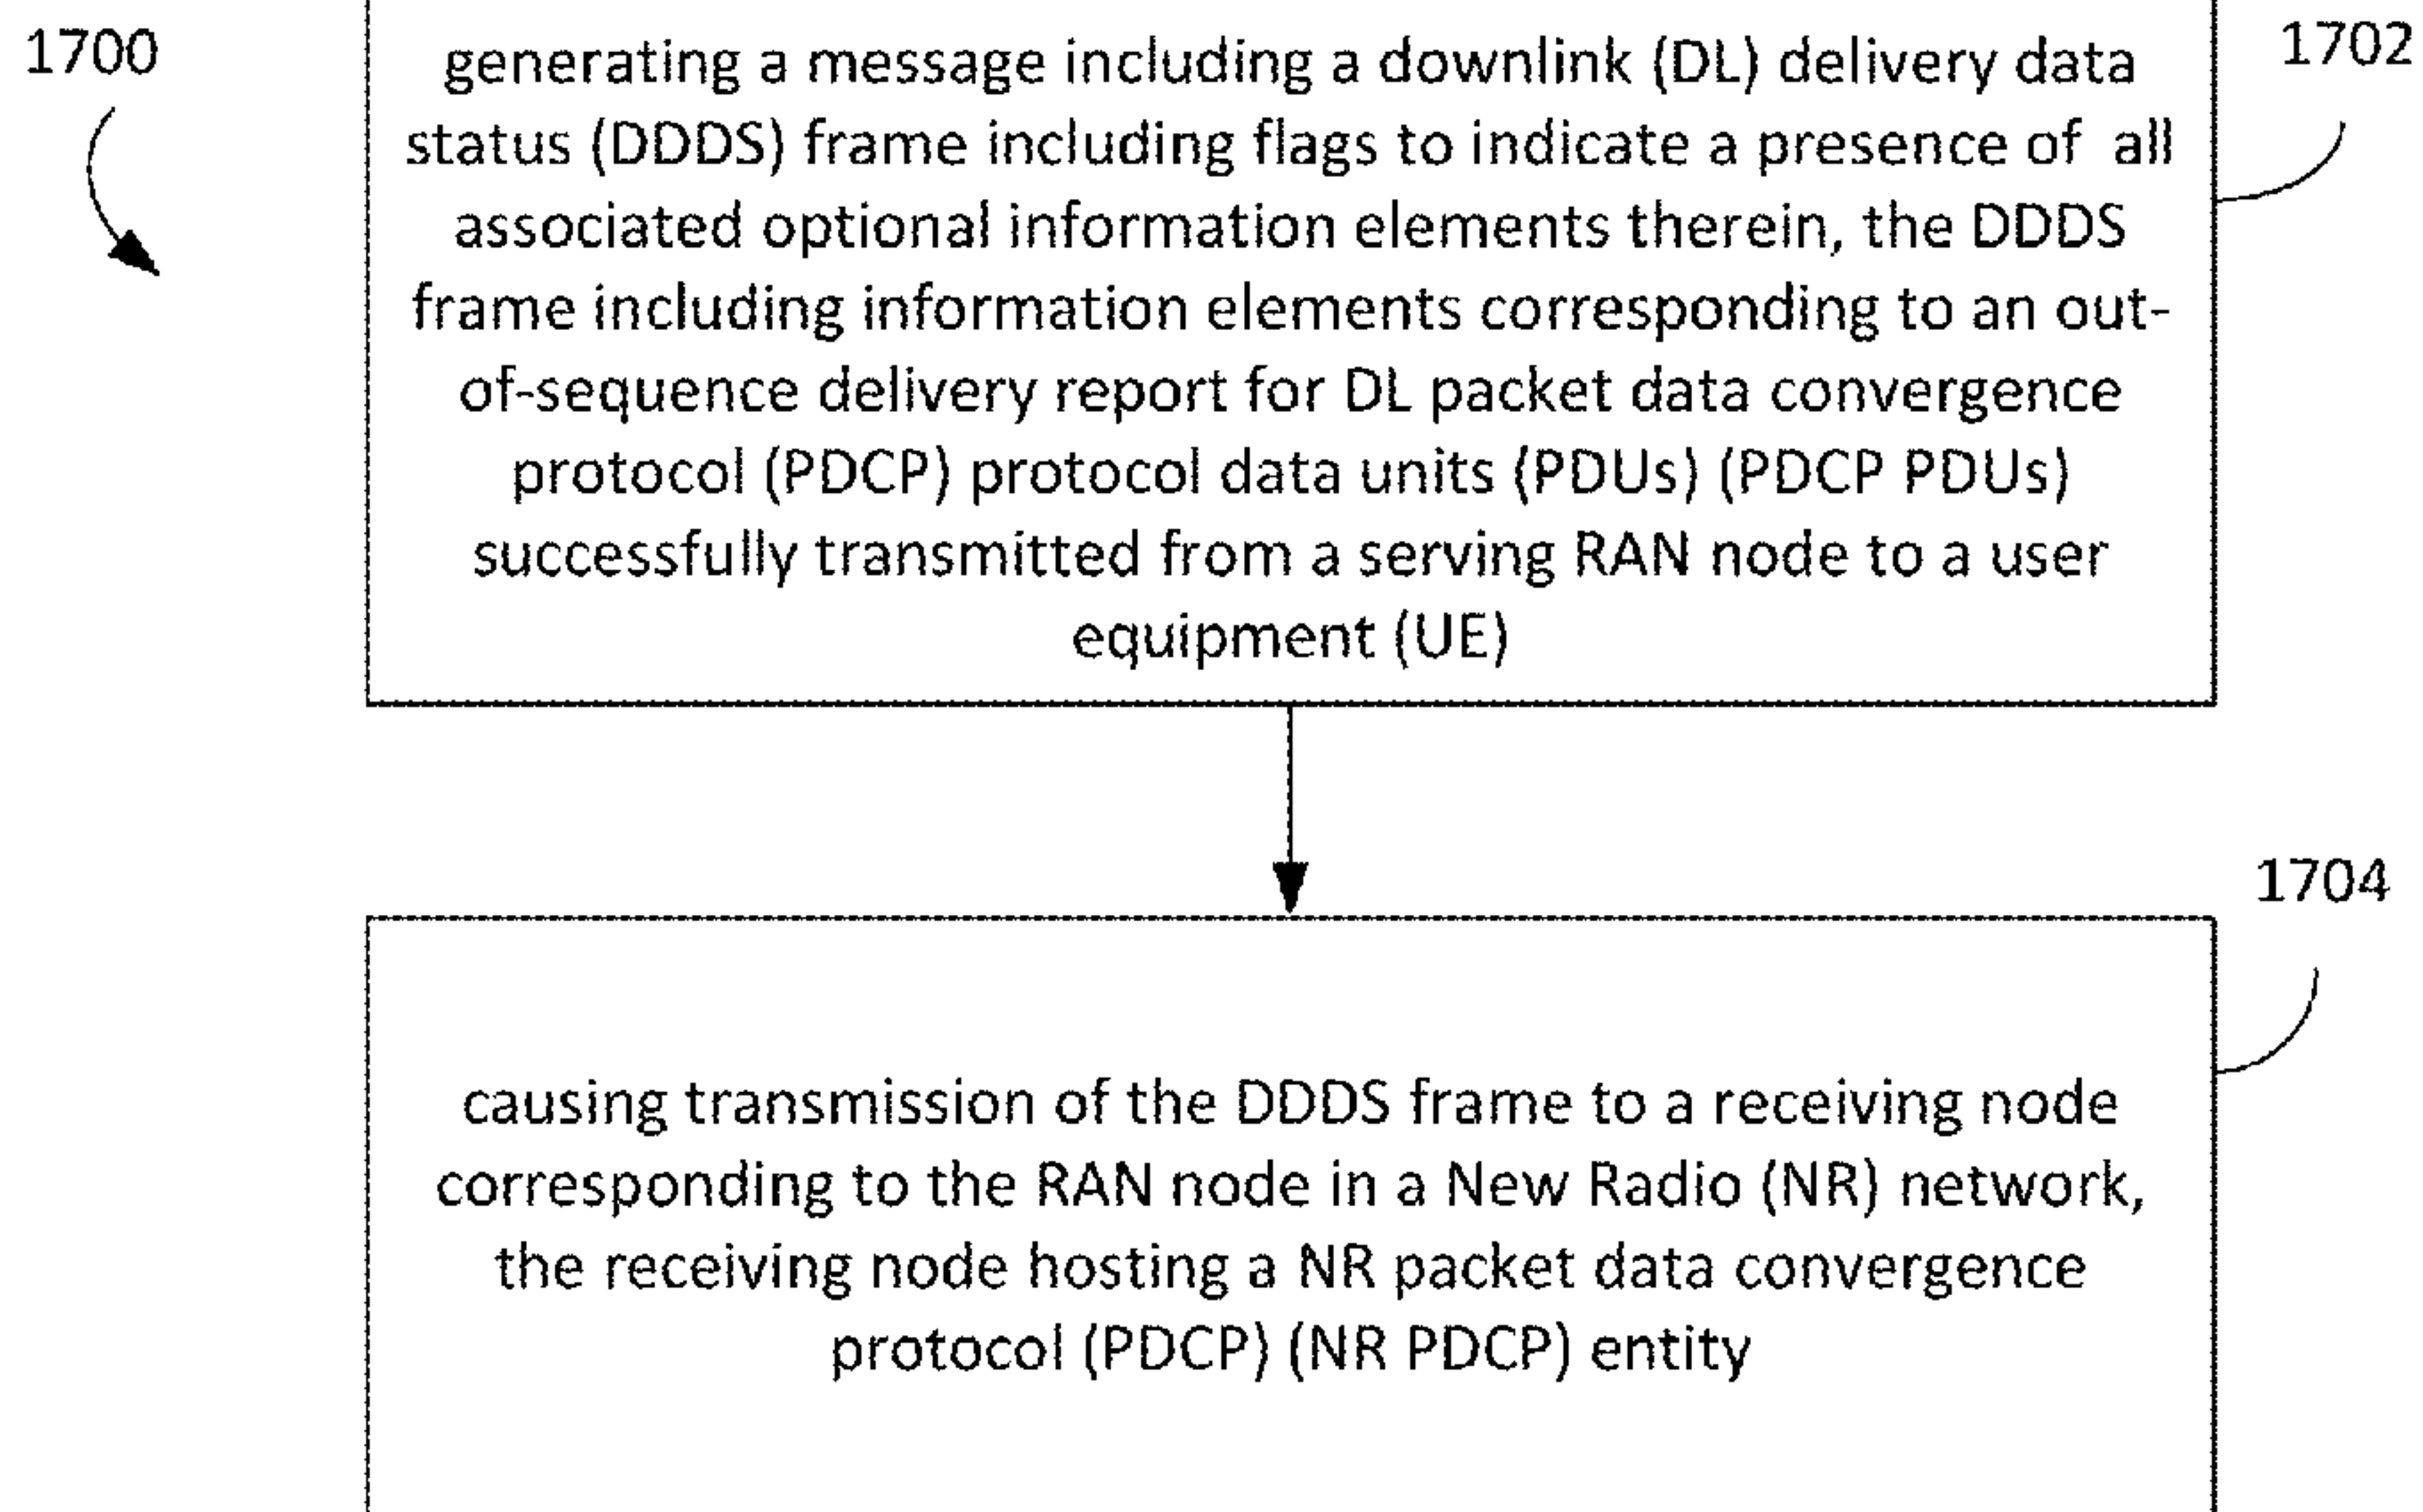 1700
1702
generating a message including a downlink (DL) delivery data
status (DDDS) frame including flags to indicate a presence of all
associated optional information elements therein, the DDDS
frame including information elements corresponding to an out-
of-sequence delivery report for DL packet data convergence
protocol (PDCP) protocol data units (PDUs) (PDCP PDUs)
successfully transmitted from a serving RAN node to a user
equipment (UE)
1704
causing transmission of the DDDS frame to a receiving node
corresponding to the RAN node in a New Radio (NR) network,
the receiving node hosting a NR packet data convergence
protocol (PDCP) (NR PDCP) entity